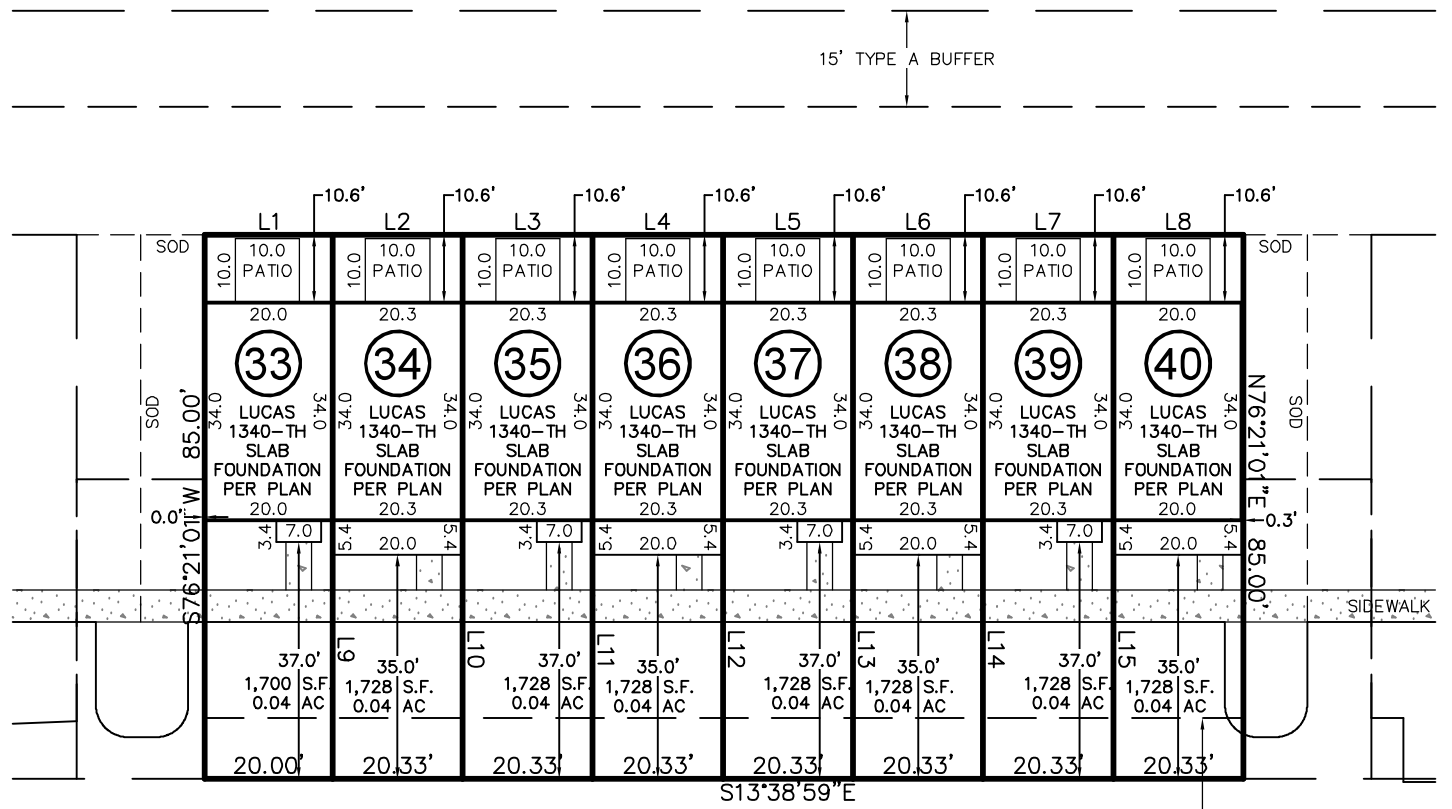 15' TYPE A BUFFER
10.6' 10.6' 10.6' 10.6' 10.6' 10.6' 10.6' 10.6'
L1 L2 L3 L4 L5 L6 L7 L8
SOD SOD
10.0 10.0 10.0 10.0 10.0 10.0 10.0 10.0
PATIO PATIO PATIO PATIO PATIO PATIO PATIO PATIO
10.0 10.0 10.0 10.0 10.0 10.0 10.0 10.0
20.0 20.3 20.3 20.3 20.3 20.3 20.3 20.0
33 34 35 36 37 38 39 40
34.0 34.0 34.0 34.0 34.0 34.0 34.0 34.0 34.0 34.0 34.0 34.0 34.0 34.0 34.0 34.0
SOD SOD
LUCAS LUCAS LUCAS LUCAS LUCAS LUCAS LUCAS LUCAS
1340-TH 1340-TH 1340-TH 1340-TH 1340-TH 1340-TH 1340-TH 1340-TH
SLAB SLAB SLAB SLAB SLAB SLAB SLAB SLAB
FOUNDATION FOUNDATION FOUNDATION FOUNDATION FOUNDATION FOUNDATION FOUNDATION FOUNDATION
PER PLAN PER PLAN PER PLAN PER PLAN PER PLAN PER PLAN PER PLAN PER PLAN
20.0 20.3 20.3 20.3 20.3 20.3 20.3 20.0
S76°21'01"W 85.00'
N76°21'01"E 85.00'
0.0' 0.3'
3.4 7.0 5.4 20.0 5.4 3.4 7.0 5.4 20.0 5.4 3.4 7.0 5.4 20.0 5.4 3.4 7.0 5.4 20.0 5.4
SIDEWALK
L9 L10 L11 L12 L13 L14 L15
37.0' 35.0' 37.0' 35.0' 37.0' 35.0' 37.0' 35.0'
1,700 S.F. 1,728 S.F. 1,728 S.F. 1,728 S.F. 1,728 S.F. 1,728 S.F. 1,728 S.F. 1,728 S.F.
0.04 AC 0.04 AC 0.04 AC 0.04 AC 0.04 AC 0.04 AC 0.04 AC 0.04 AC
20.00' 20.33' 20.33' 20.33' 20.33' 20.33' 20.33' 20.33'
S13°38'59"E